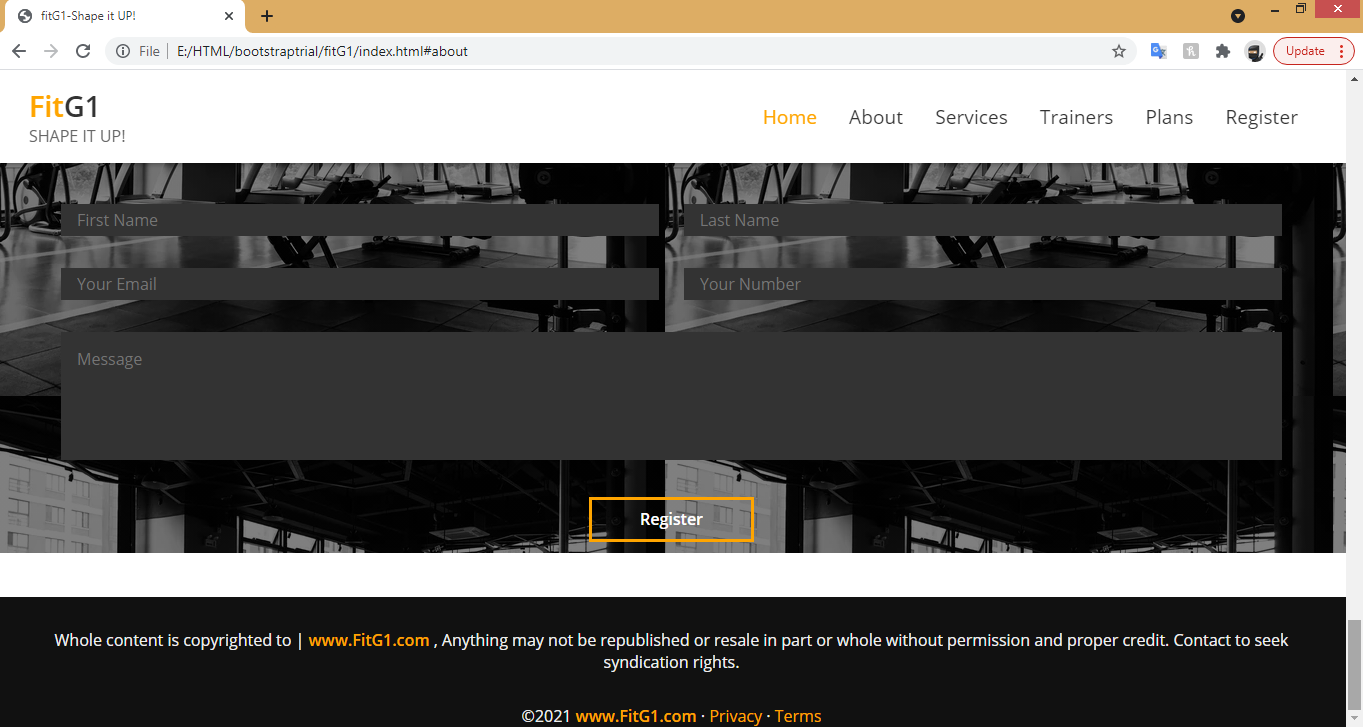 fitG1-Shape it UP!
File | E:/HTML/bootstraptrial/fitG1/index.html#about
Update
FitG1
SHAPE IT UP!
Home About Services Trainers Plans Register
First Name Last Name
Your Email Your Number
Message
Register
Whole content is copyrighted to | www.FitG1.com , Anything may not be republished or resale in part or whole without permission and proper credit. Contact to seek
syndication rights.
©2021 www.FitG1.com · Privacy · Terms